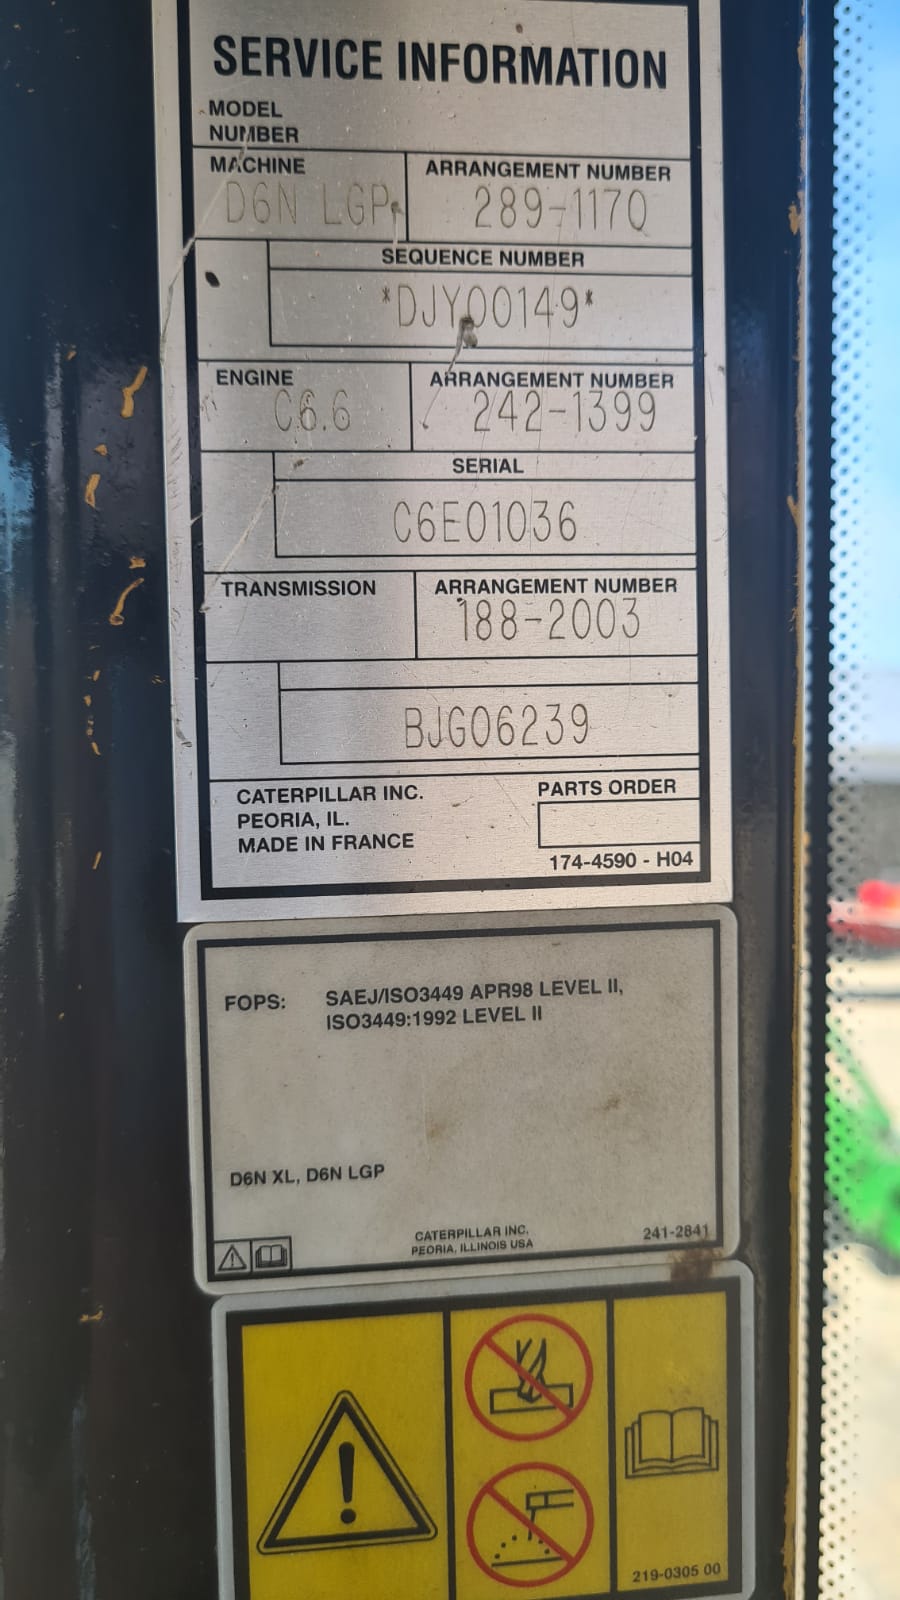 SERVICE INFORMATION
MODEL
NUMBER
MACHINE
ARRANGEMENT NUMBER
D6N LGP
289-1170
SEQUENCE NUMBER
*DJY00149*
ENGINE
ARRANGEMENT NUMBER
C6.6
242-1399
SERIAL
C6E01036
TRANSMISSION
ARRANGEMENT NUMBER
188-2003
BJG06239
CATERPILLAR INC.
PEORIA, IL.
MADE IN FRANCE
PARTS ORDER
174-4590 - H04
FOPS: SAEJ/ISO3449 APR98 LEVEL II,
ISO3449:1992 LEVEL II
D6N XL, D6N LGP
CATERPILLAR INC.
PEORIA, ILLINOIS USA
241-2841
219-0305 00